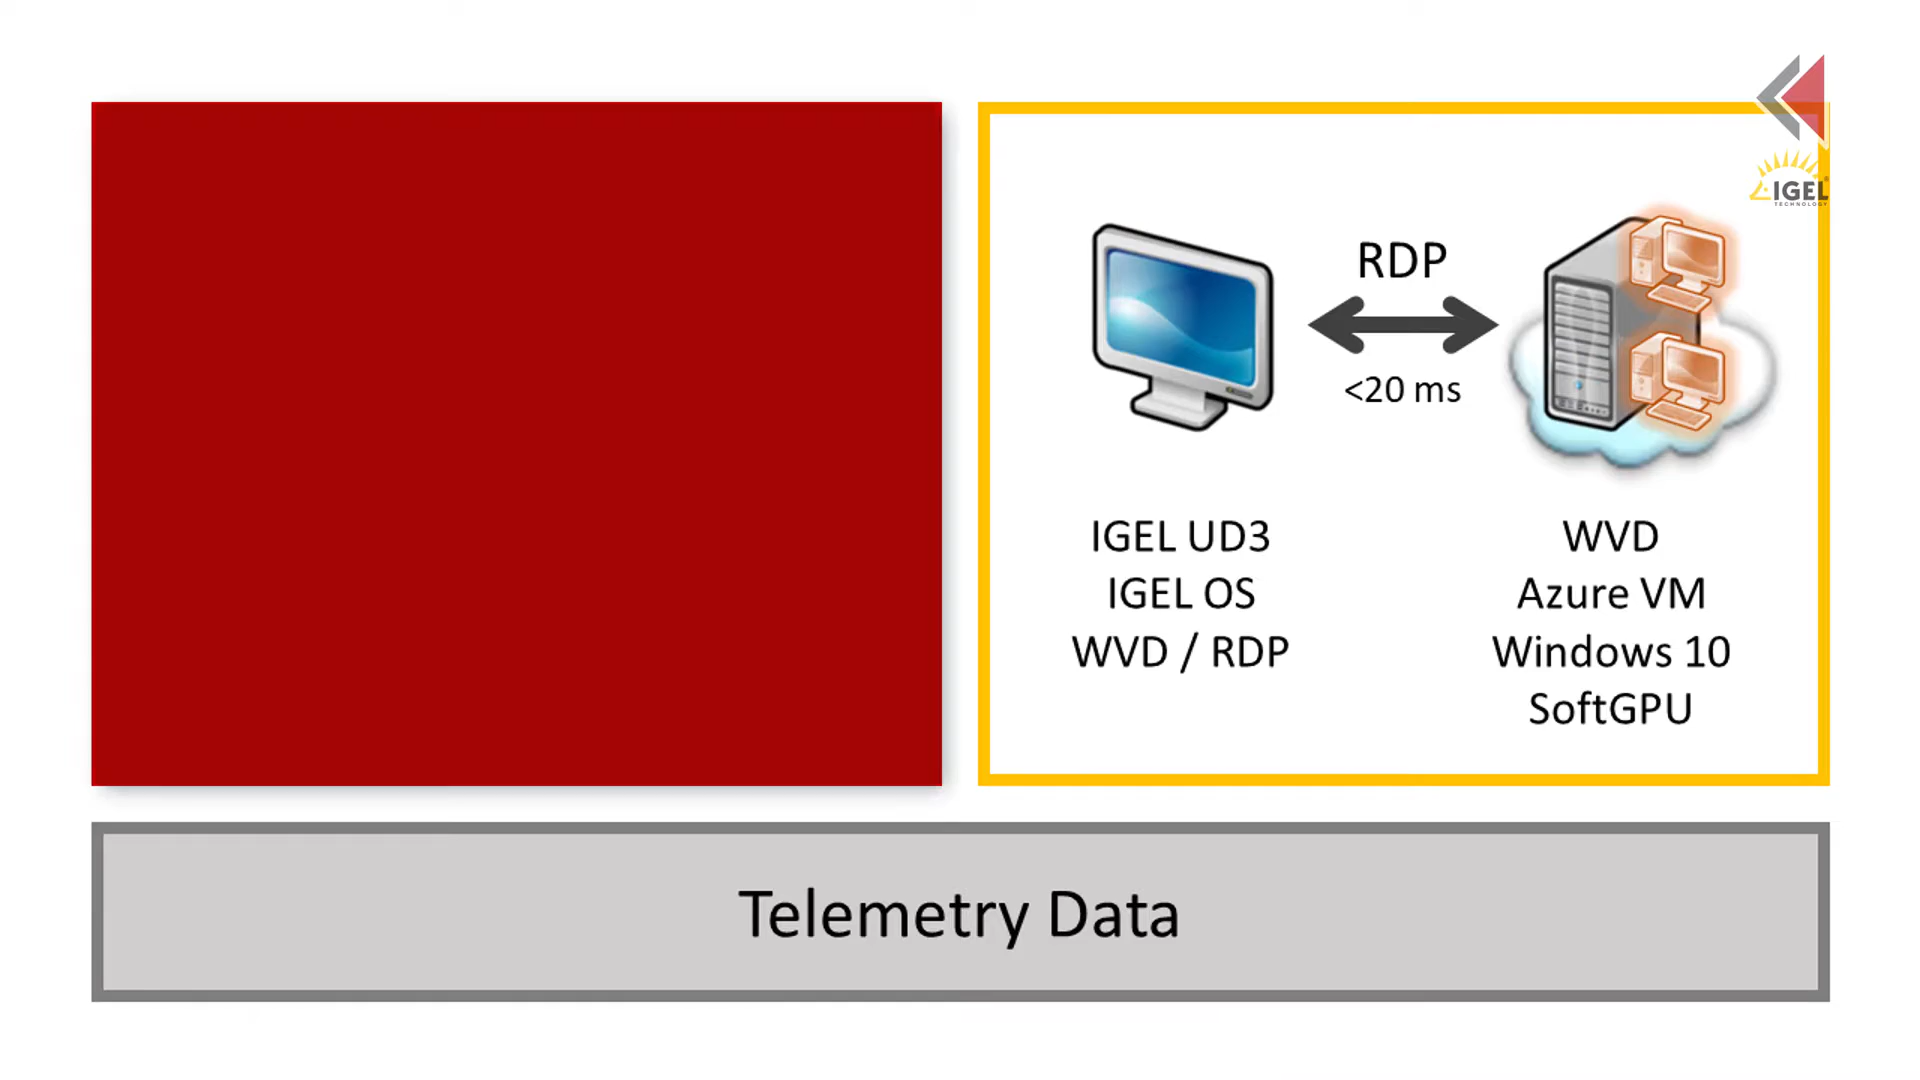 IGEL
TECHNOLOGY
RDP
<20 ms
IGEL UD3
IGEL OS
WVD / RDP
WVD
Azure VM
Windows 10
SoftGPU
Telemetry Data